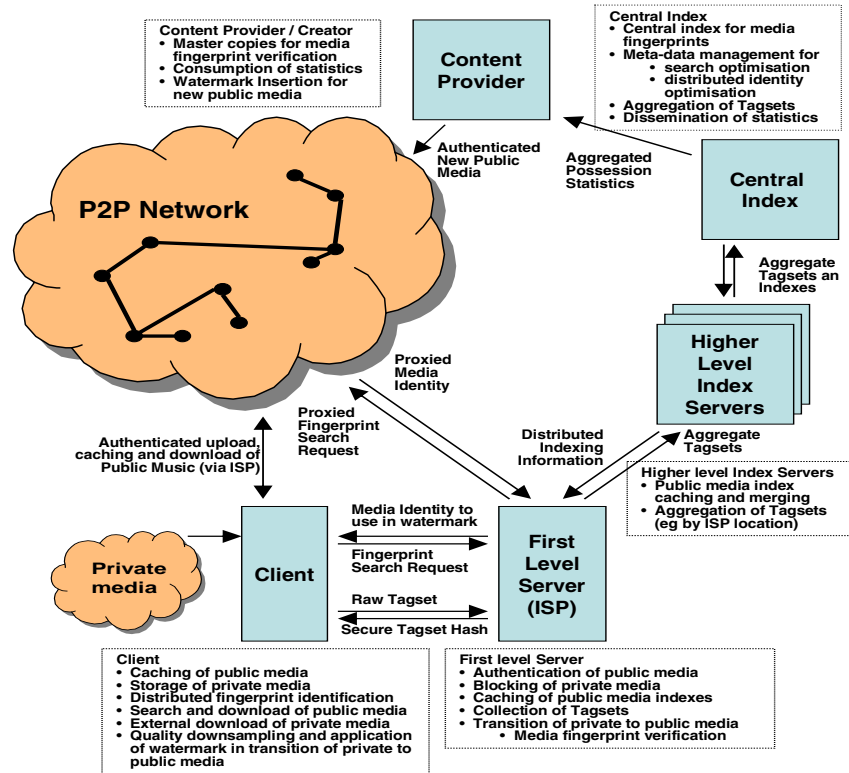 Content Provider / Creator
• Master copies for media
fingerprint verification
• Consumption of statistics
• Watermark Insertion for
new public media
Content
Provider
Central Index
• Central index for media
fingerprints
• Meta-data management for
• search optimisation
• distributed identity
optimisation
• Aggregation of Tagsets
• Dissemination of statistics
Authenticated
New Public
Media
Aggregated
Possession
Statistics
Central
Index
P2P Network
Aggregate
Tagsets an
Indexes
Higher
Level
Index
Servers
Proxied
Media
Identity
Proxied
Fingerprint
Search
Request
Authenticated upload,
caching and download of
Public Music (via ISP)
Distributed
Indexing
Information
Aggregate
Tagsets
Higher level Index Servers
• Public media index
caching and merging
• Aggregation of Tagsets
(eg by ISP location)
Private
media
Client
Media Identity to
use in watermark
Fingerprint
Search Request
Raw Tagset
Secure Tagset Hash
First
Level
Server
(ISP)
Client
• Caching of public media
• Storage of private media
• Distributed fingerprint identification
• Search and download of public media
• External download of private media
• Quality downsampling and application
of watermark in transition of private to
public media
First level Server
• Authentication of public media
• Blocking of private media
• Caching of public media indexes
• Collection of Tagsets
• Transition of private to public media
• Media fingerprint verification